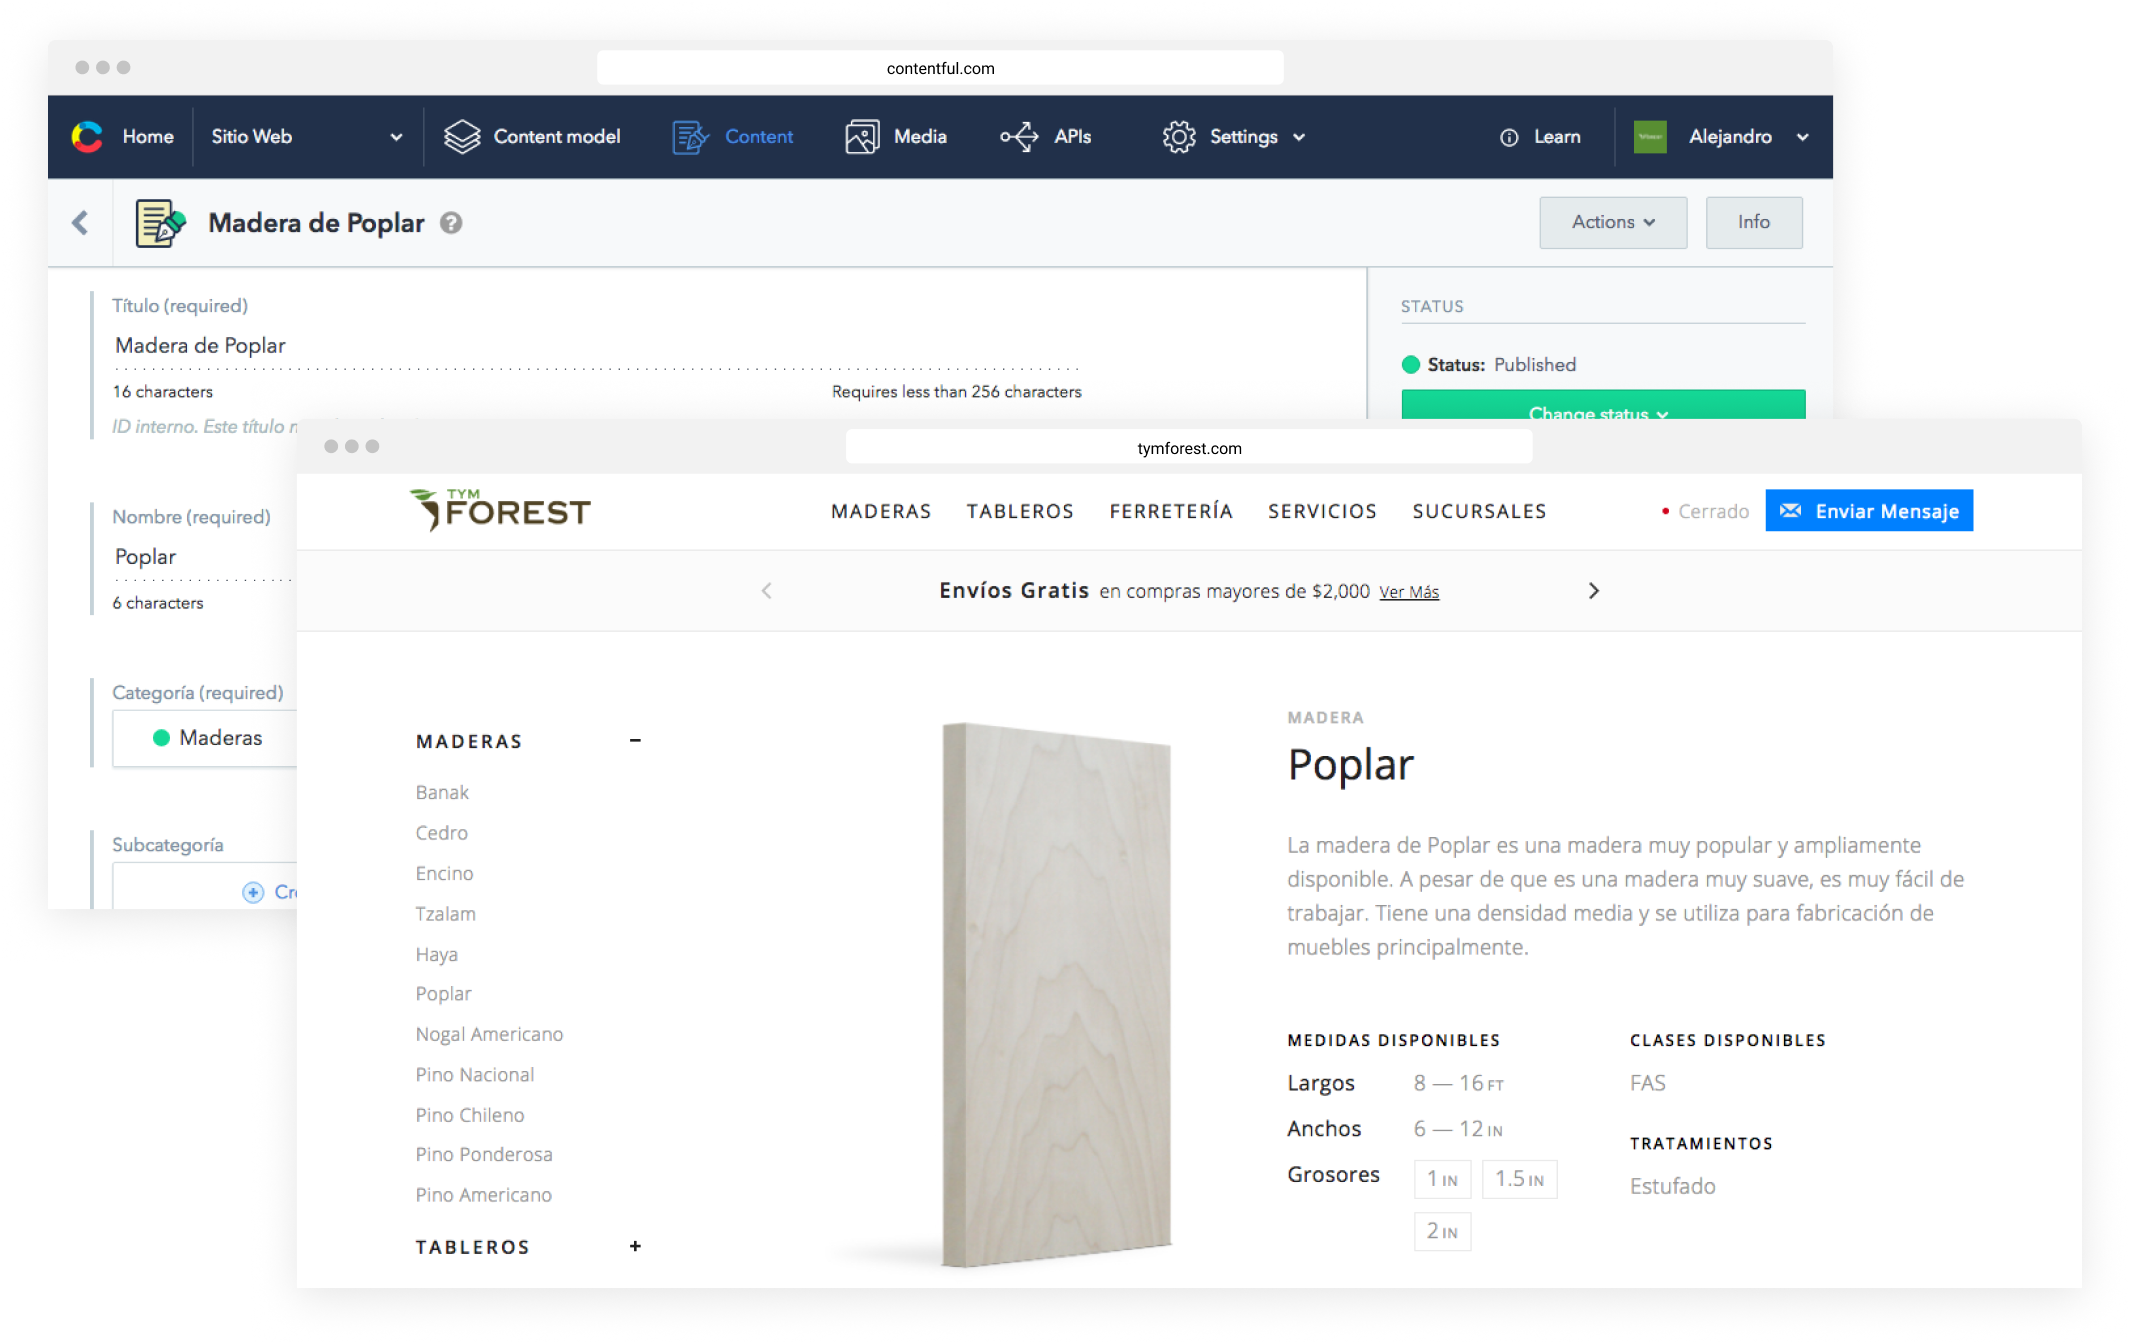 contentful.com
Home
Sitio Web
Content model
Content
Media
APIs
Settings
Learn
Alejandro
Madera de Poplar
Actions
Info
Título (required)
Madera de Poplar
16 characters
Requires less than 256 characters
ID interno. Este título
STATUS
Status: Published
Change status
Nombre (required)
Poplar
6 characters
Categoría (required)
Maderas
Subcategoría
tymforest.com
TYM
FOREST
MADERAS
TABLEROS
FERRETERÍA
SERVICIOS
SUCURSALES
Cerrado
Enviar Mensaje
Envíos Gratis en compras mayores de $2,000 Ver Más
MADERAS −
Banak
Cedro
Encino
Tzalam
Haya
Poplar
Nogal Americano
Pino Nacional
Pino Chileno
Pino Ponderosa
Pino Americano
TABLEROS +
MADERA
Poplar
La madera de Poplar es una madera muy popular y ampliamente
disponible. A pesar de que es una madera muy suave, es muy fácil de
trabajar. Tiene una densidad media y se utiliza para fabricación de
muebles principalmente.
MEDIDAS DISPONIBLES
Largos 8 — 16 FT
Anchos 6 — 12 IN
Grosores 1 IN 1.5 IN
2 IN
CLASES DISPONIBLES
FAS
TRATAMIENTOS
Estufado